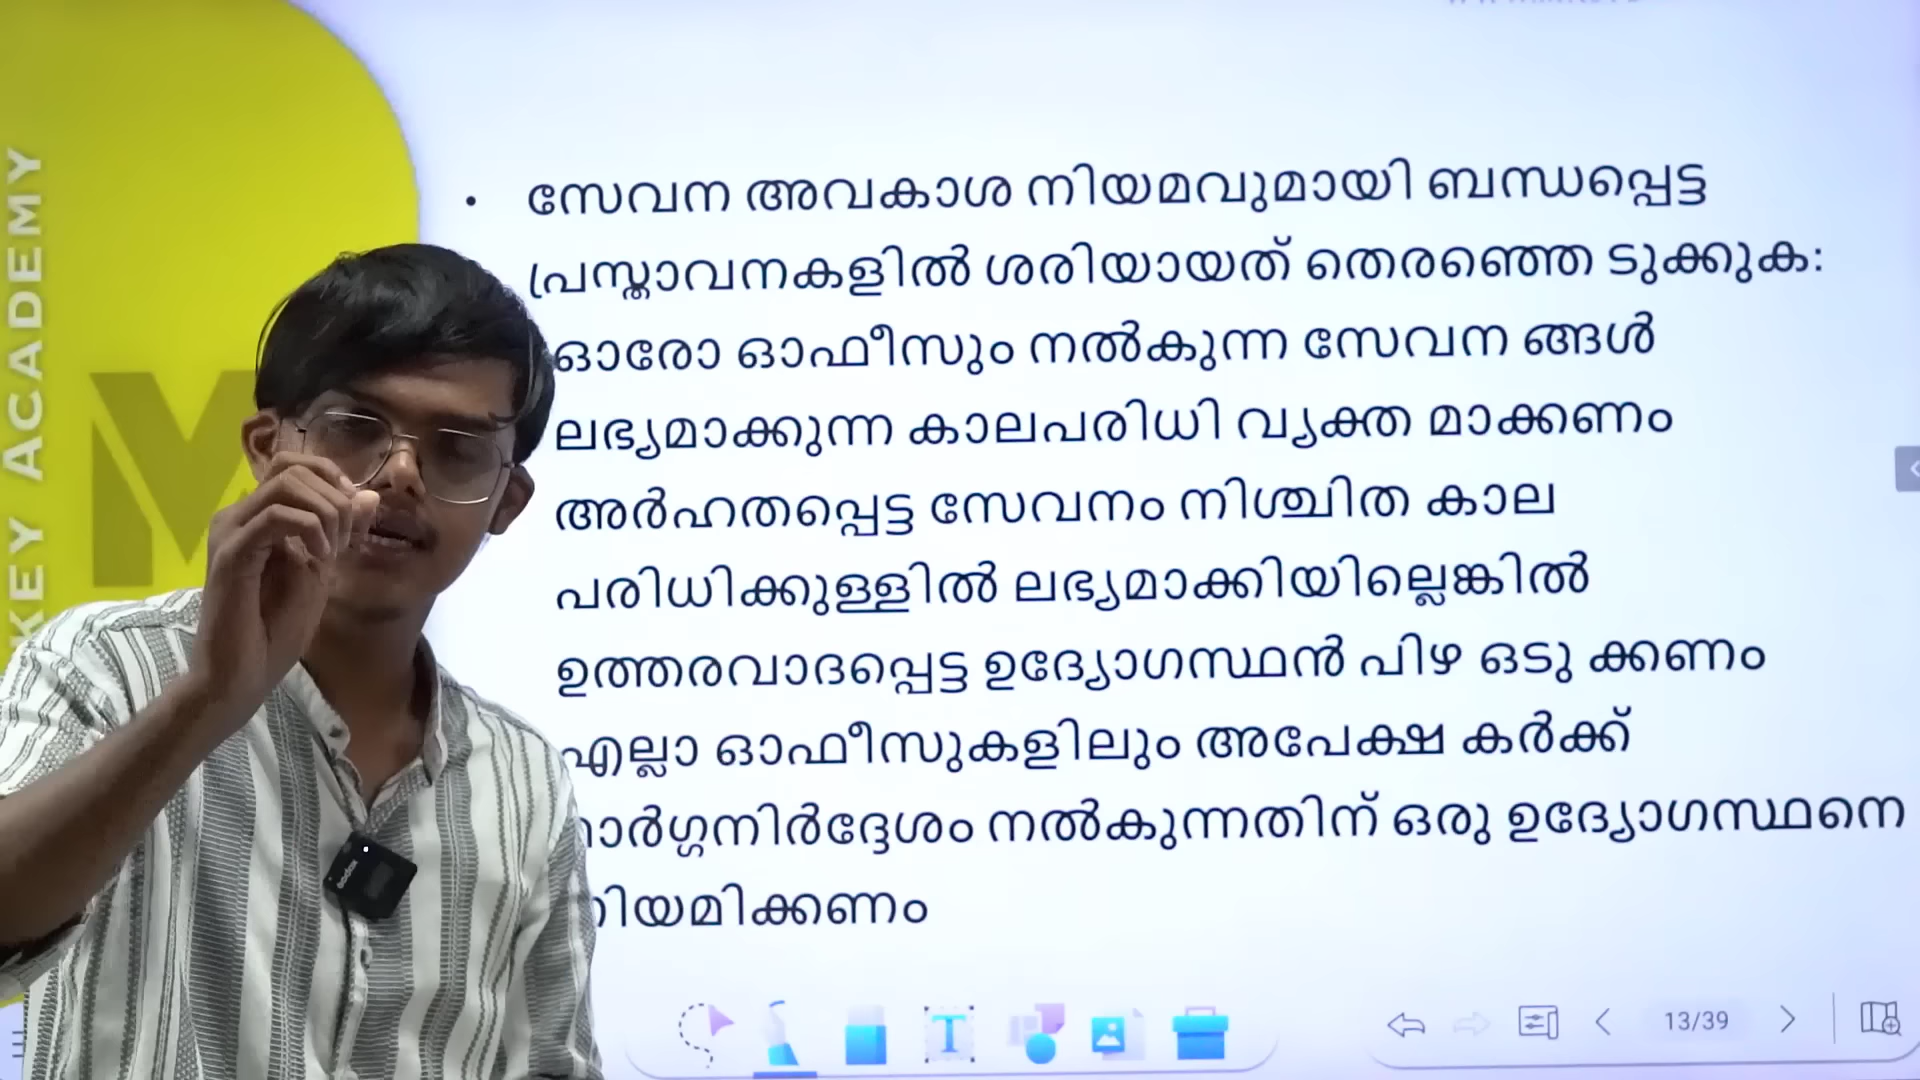 KEY ACADEMY
• സേവന അവകാശ നിയമവുമായി ബന്ധപ്പെട്ട
പ്രസ്താവനകളിൽ ശരിയായത് തെരഞ്ഞെ ടുക്കുക:
ഓരോ ഓഫീസും നൽകുന്ന സേവന ങ്ങൾ
ലഭ്യമാക്കുന്ന കാലപരിധി വ്യക്ത മാക്കണം
അർഹതപ്പെട്ട സേവനം നിശ്ചിത കാല
പരിധിക്കുള്ളിൽ ലഭ്യമാക്കിയില്ലെങ്കിൽ
ഉത്തരവാദപ്പെട്ട ഉദ്യോഗസ്ഥൻ പിഴ ഒടു ക്കണം
എല്ലാ ഓഫീസുകളിലും അപേക്ഷ കർക്ക്
മാർഗ്ഗനിർദ്ദേശം നൽകുന്നതിന് ഒരു ഉദ്യോഗസ്ഥനെ
നിയമിക്കണം
T
13/39